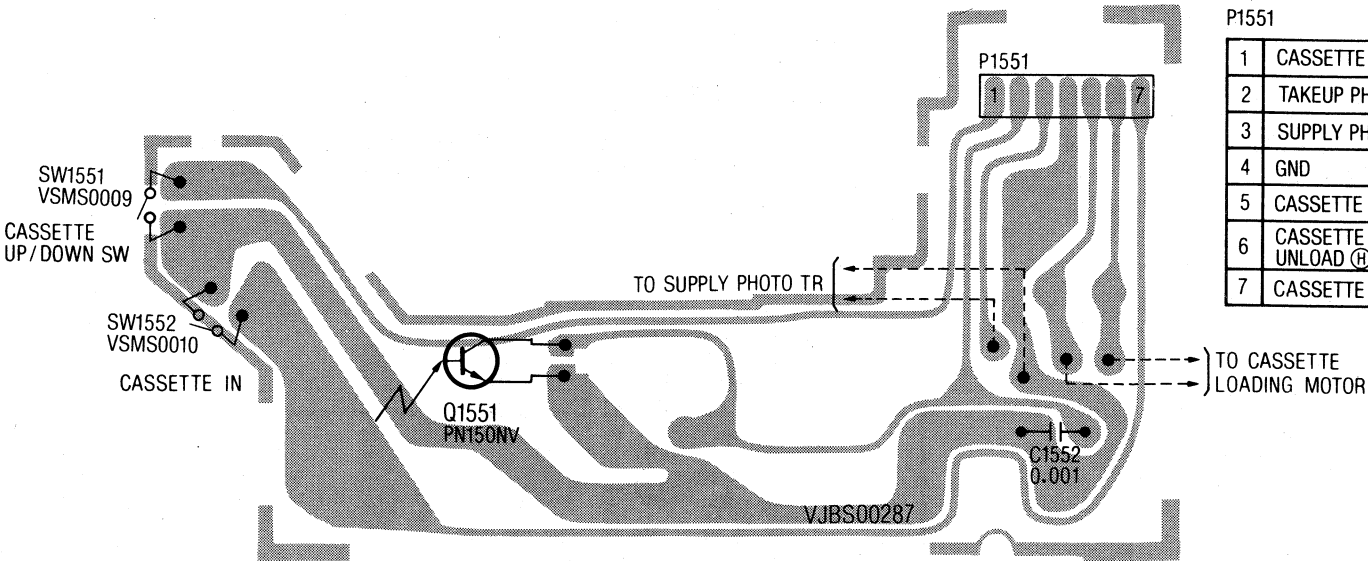 P1551
1 CASSETTE
2 TAKEUP PH
3 SUPPLY PH
4 GND
5 CASSETTE
6 CASSETTE
UNLOAD Ⓗ
7 CASSETTE
P1551
1 7
SW1551
VSMS0009
CASSETTE
UP/DOWN SW
SW1552
VSMS0010
CASSETTE IN
TO SUPPLY PHOTO TR
Q1551
PN150NV
TO CASSETTE
LOADING MOTOR
C1552
0.001
VJBS00287